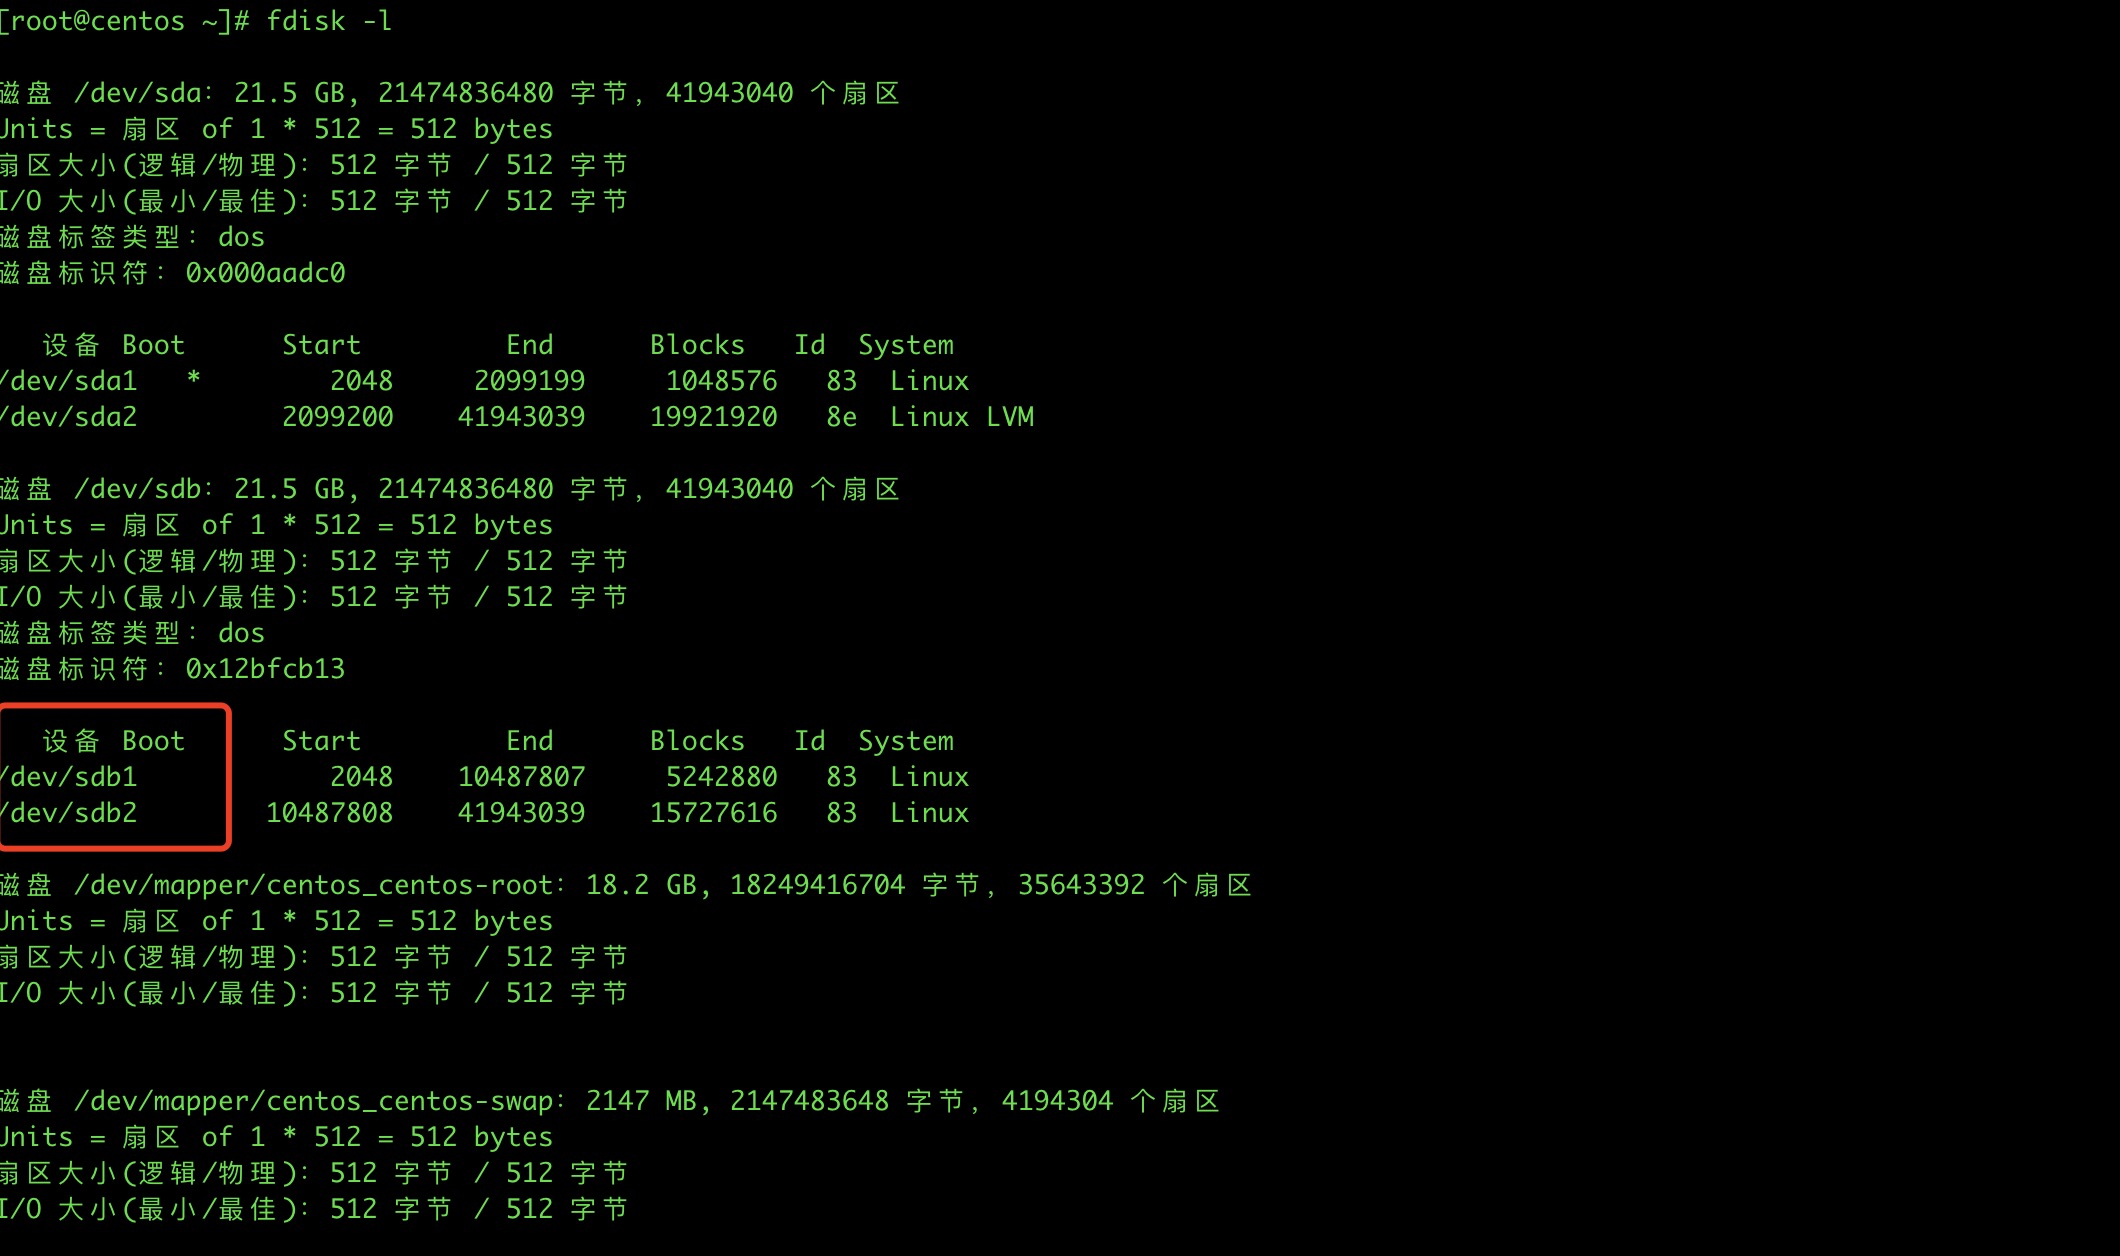 [root@centos ~]# fdisk -l
磁盘 /dev/sda：21.5 GB, 21474836480 字节，41943040 个扇区
Units = 扇区 of 1 * 512 = 512 bytes
扇区大小(逻辑/物理)：512 字节 / 512 字节
I/O 大小(最小/最佳)：512 字节 / 512 字节
磁盘标签类型：dos
磁盘标识符：0x000aadc0
设备 Boot      Start         End      Blocks   Id  System
/dev/sda1   *        2048     2099199     1048576   83  Linux
/dev/sda2         2099200    41943039    19921920   8e  Linux LVM
磁盘 /dev/sdb：21.5 GB, 21474836480 字节，41943040 个扇区
Units = 扇区 of 1 * 512 = 512 bytes
扇区大小(逻辑/物理)：512 字节 / 512 字节
I/O 大小(最小/最佳)：512 字节 / 512 字节
磁盘标签类型：dos
磁盘标识符：0x12bfcb13
设备 Boot      Start         End      Blocks   Id  System
/dev/sdb1            2048    10487807     5242880   83  Linux
/dev/sdb2        10487808    41943039    15727616   83  Linux
磁盘 /dev/mapper/centos_centos-root：18.2 GB, 18249416704 字节，35643392 个扇区
Units = 扇区 of 1 * 512 = 512 bytes
扇区大小(逻辑/物理)：512 字节 / 512 字节
I/O 大小(最小/最佳)：512 字节 / 512 字节
磁盘 /dev/mapper/centos_centos-swap：2147 MB, 2147483648 字节，4194304 个扇区
Units = 扇区 of 1 * 512 = 512 bytes
扇区大小(逻辑/物理)：512 字节 / 512 字节
I/O 大小(最小/最佳)：512 字节 / 512 字节